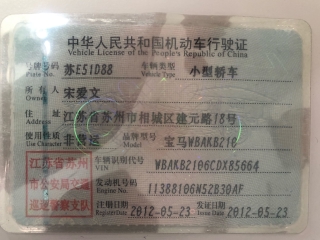 中华人民共和国机动车行驶证
Vehicle License of the People's Republic of China
号牌号码 苏E51D88 车辆类型 小型轿车
Plate No. Vehicle Type
所有人 宋爱文
Owner
住址 江苏省苏州市相城区建元路18号
Address
使用性质 非营运 品牌型号 宝马WBAKB210
Use Character Model
江苏省苏州市公安局交通巡逻警察支队
车辆识别代号 WBAKB2106CDX85664
VIN
发动机号码 11388106N52B30AF
Engine No.
注册日期 2012-05-23 发证日期 2012-05-23
Register Date Issue Date